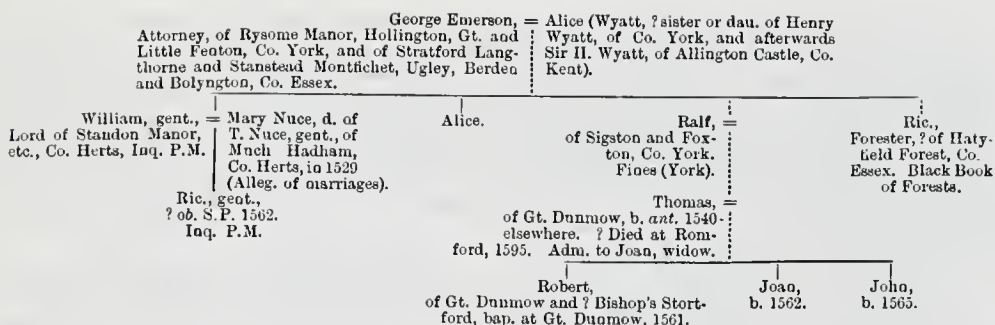 George Emerson, = Alice (Wyatt, ? sister or dau. of Henry
Attorney, of Rysome Manor, Hollington, Gt. and Wyatt, of Co. York, and afterwards
Little Fenton, Co. York, and of Stratford Lang- Sir H. Wyatt, of Allington Castle, Co.
thorne and Stanstead Montfichet, Ugley, Berden Kent).
and Bolyngton, Co. Essex.
William, gent., = Mary Nuce, d. of Alice. Ralf, = Ric.,
Lord of Standon Manor, T. Nuce, gent., of of Sigston and Fox- Forester, ? of Haty-
etc., Co. Herts, Inq. P.M. Much Hadham, ton, Co. York. field Forest, Co.
Co. Herts, in 1529 Fines (York). Essex. Black Book
(Alleg. of marriages). of Forests.
Ric., gent., Thomas, =
? ob. S.P. 1562. of Gt. Dunmow, b. ant. 1540
Inq. P.M. elsewhere. ? Died at Rom-
ford, 1595. Adm. to Joan, widow.
Robert, Joan, John,
of Gt. Dunmow and ? Bishop's Stort- b. 1562. b. 1565.
ford, bap. at Gt. Dunmow, 1561.